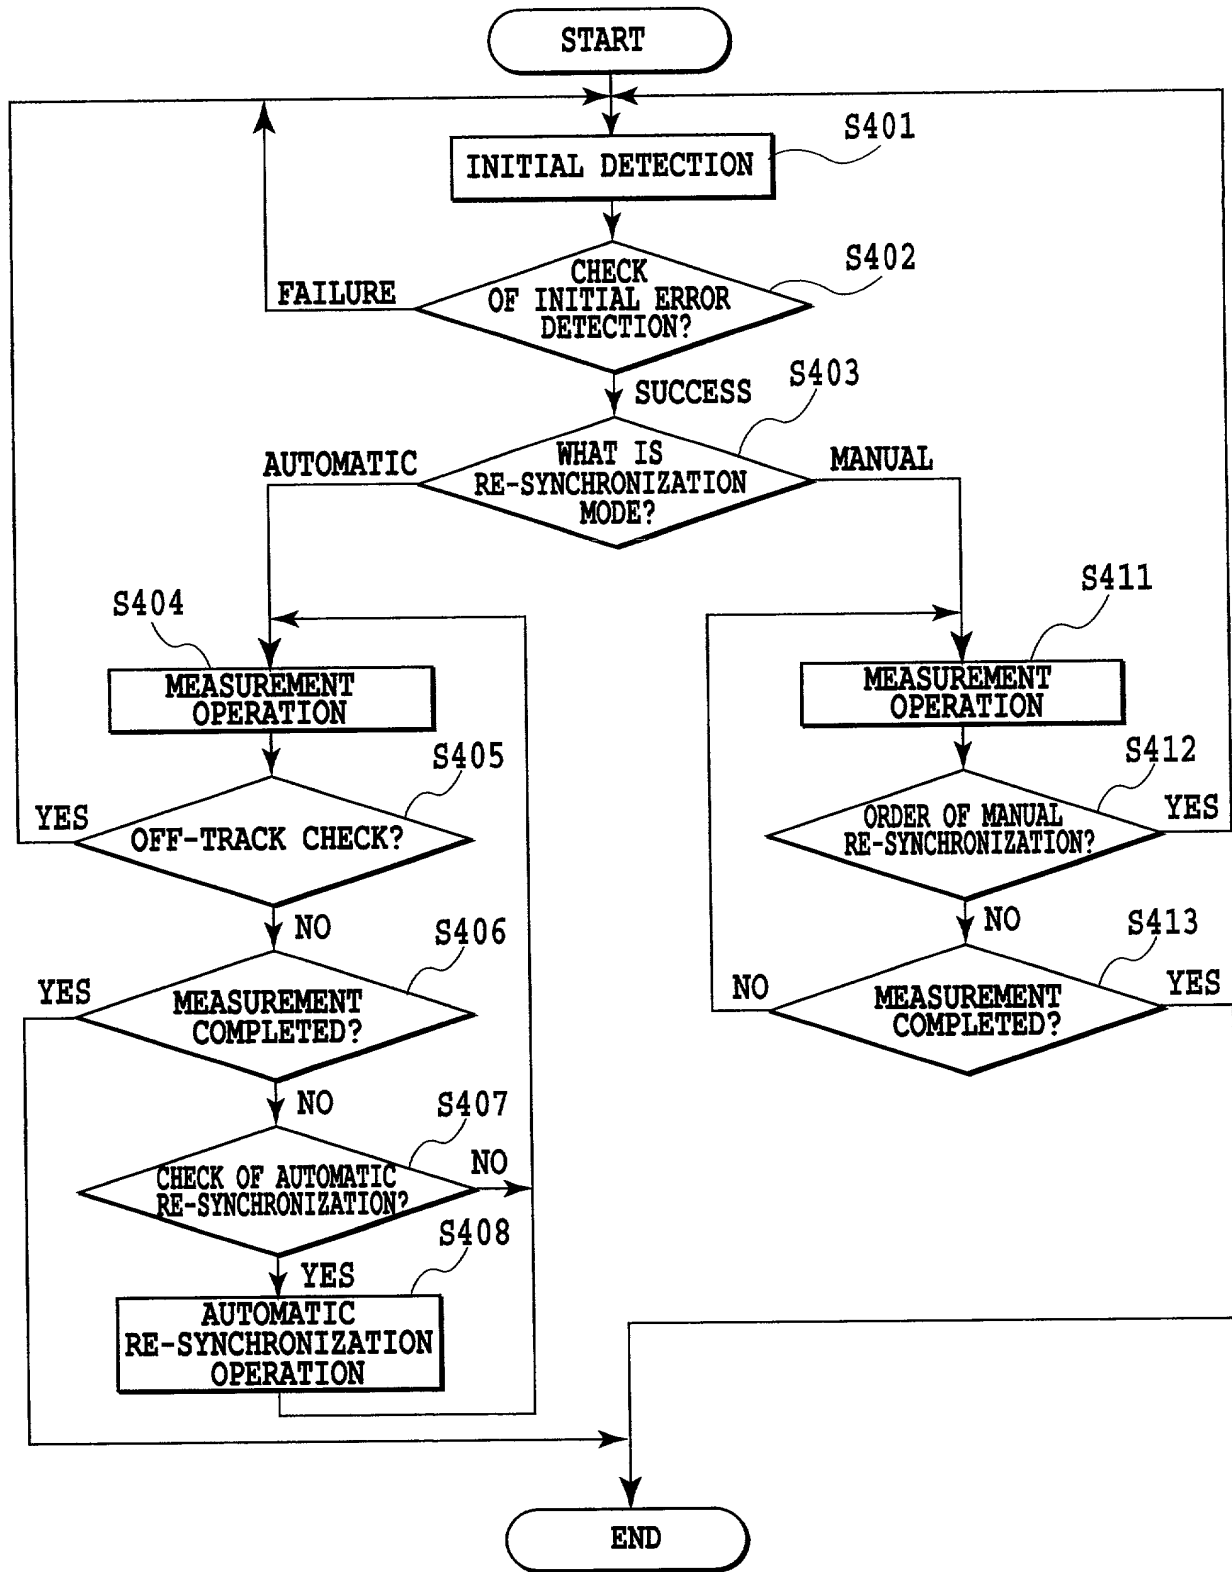 START
S401
INITIAL DETECTION
S402
CHECK
OF INITIAL ERROR
DETECTION?
FAILURE
SUCCESS
S403
WHAT IS
RE-SYNCHRONIZATION
MODE?
AUTOMATIC
MANUAL
S404
MEASUREMENT
OPERATION
S405
OFF-TRACK CHECK?
YES
NO
S406
MEASUREMENT
COMPLETED?
YES
NO
S407
CHECK OF AUTOMATIC
RE-SYNCHRONIZATION?
NO
YES
S408
AUTOMATIC
RE-SYNCHRONIZATION
OPERATION
S411
MEASUREMENT
OPERATION
S412
ORDER OF MANUAL
RE-SYNCHRONIZATION?
YES
NO
S413
MEASUREMENT
COMPLETED?
NO
YES
END